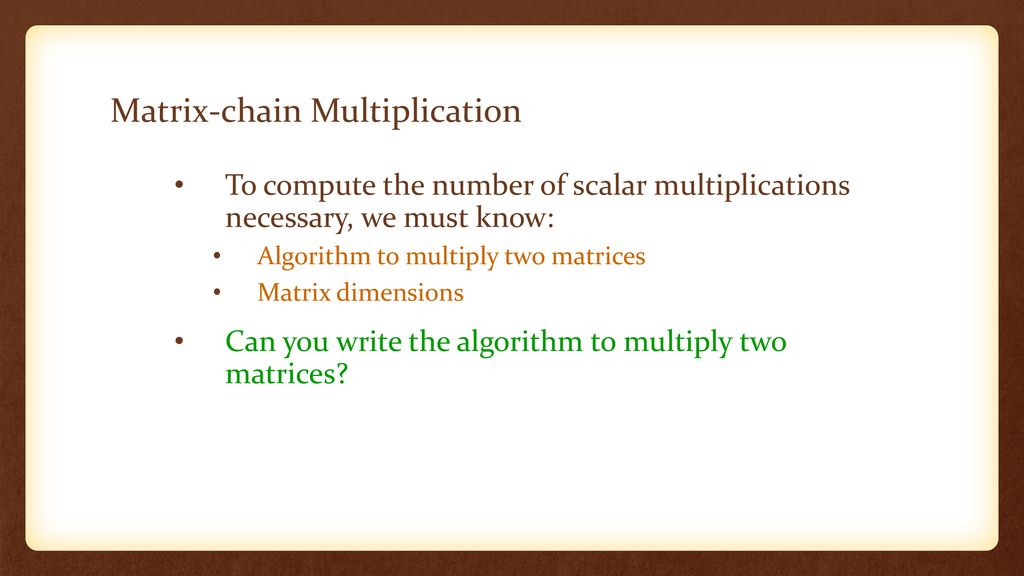 Matrix-chain Multiplication
• To compute the number of scalar multiplications
necessary, we must know:
• Algorithm to multiply two matrices
• Matrix dimensions
• Can you write the algorithm to multiply two
matrices?